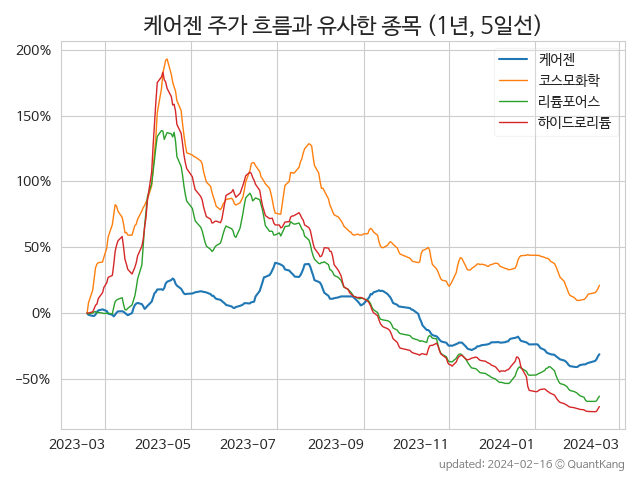 케어젠 주가 흐름과 유사한 종목 (1년, 5일선)
200%
150%
100%
50%
0%
−50%
케어젠
코스모화학
리튬포어스
하이드로리튬
2023-03 2023-05 2023-07 2023-09 2023-11 2024-01 2024-03
updated: 2024-02-16 © QuantKang